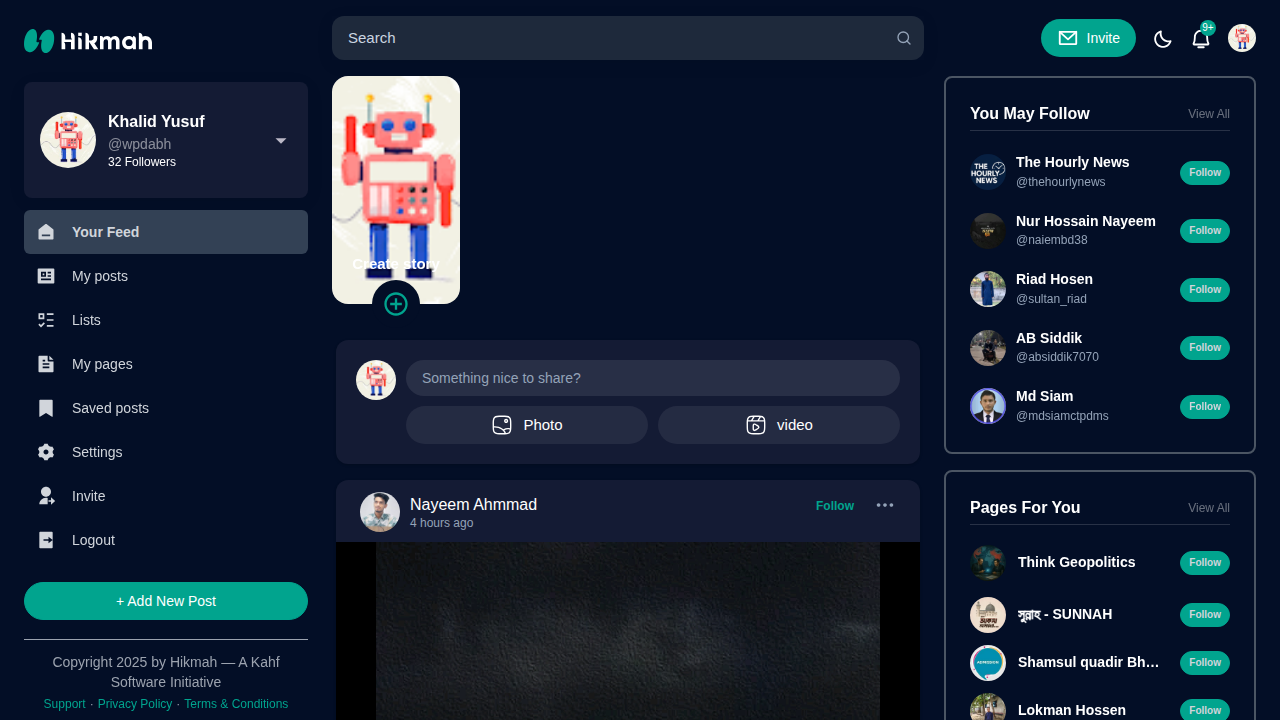 Hikmah
Search
Invite
9+
Khalid Yusuf
@wpdabh
32 Followers
Your Feed
My posts
Lists
My pages
Saved posts
Settings
Invite
Logout
+ Add New Post
Copyright 2025 by Hikmah — A Kahf
Software Initiative
Support · Privacy Policy · Terms & Conditions
Create story
Something nice to share?
Photo
video
Nayeem Ahmmad
4 hours ago
Follow
You May Follow
View All
THE
HOURLY
NEWS
The Hourly News
@thehourlynews
Follow
Nur Hossain Nayeem
@naiembd38
Follow
Riad Hosen
@sultan_riad
Follow
AB Siddik
@absiddik7070
Follow
Md Siam
@mdsiamctpdms
Follow
Pages For You
View All
Think Geopolitics
Follow
সুন্নাহ - SUNNAH
Follow
ADMISSION
Shamsul quadir Bh…
Follow
Lokman Hossen
Follow